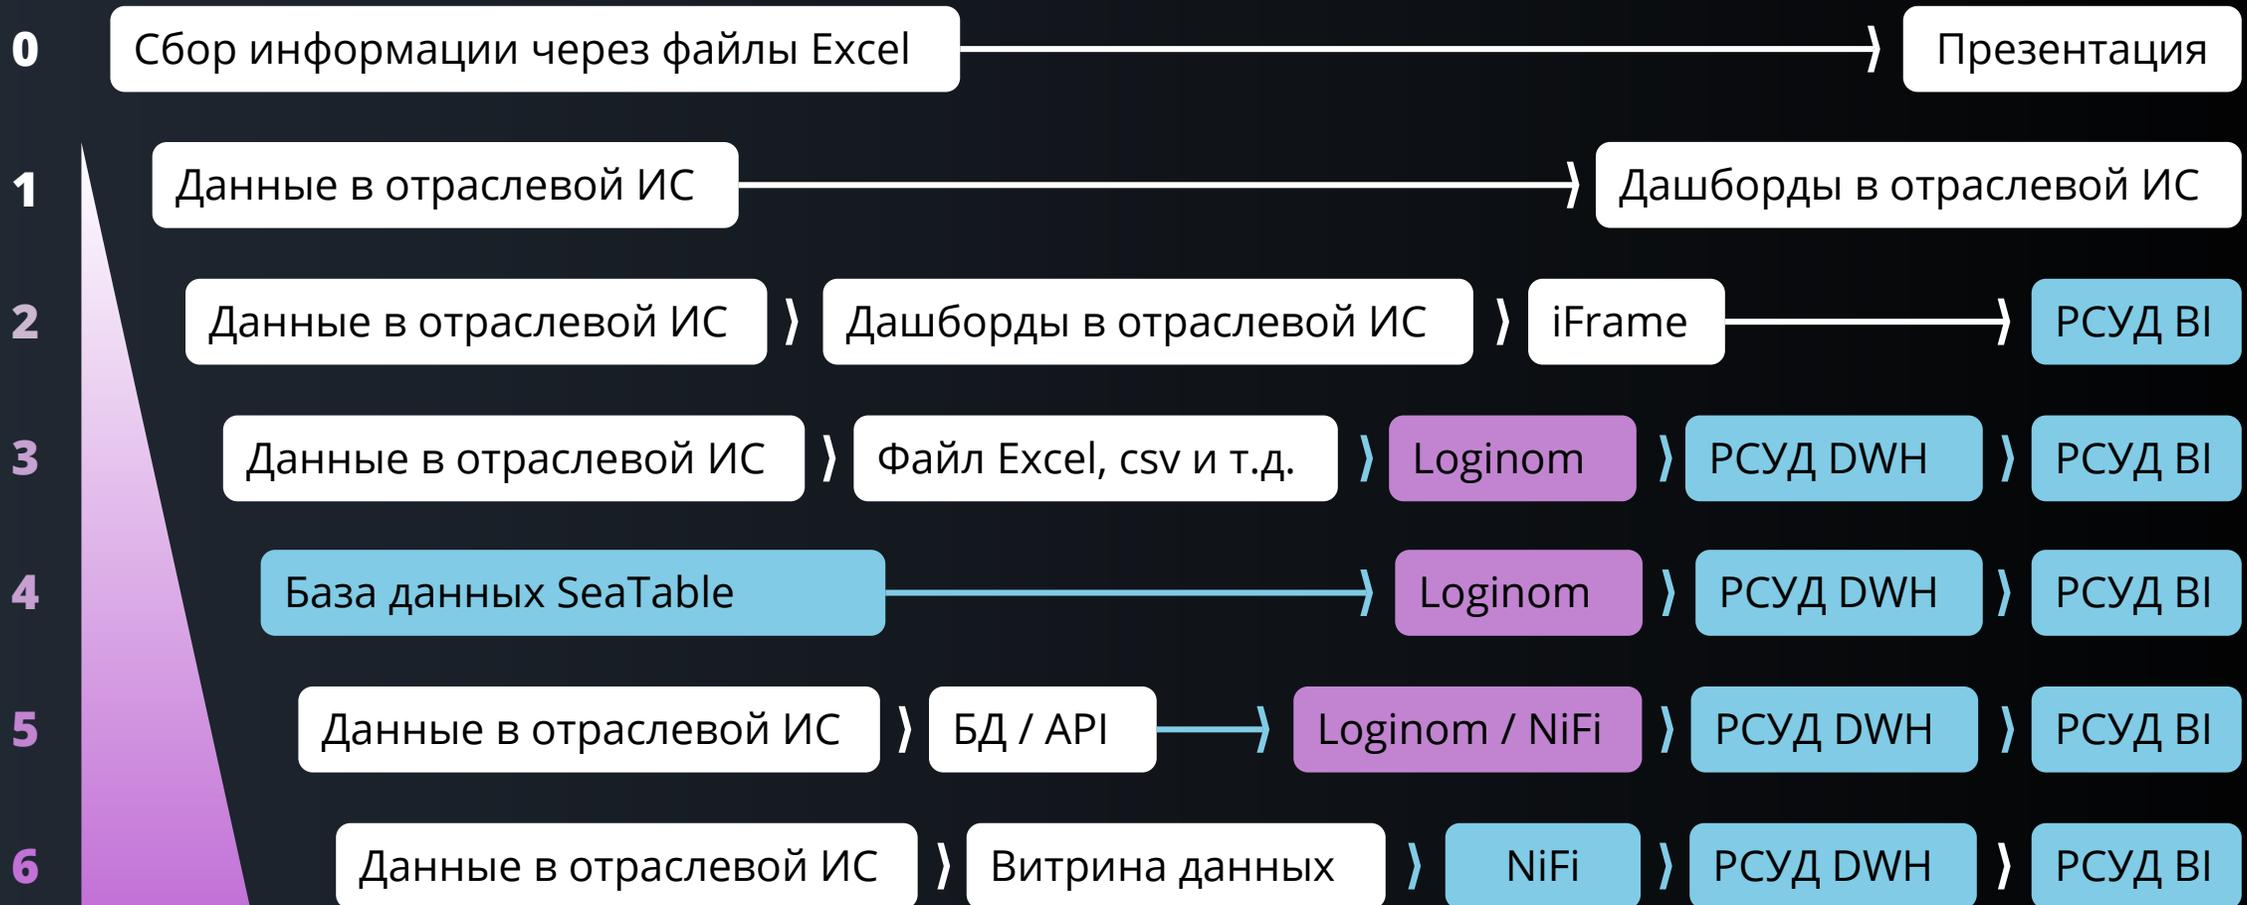 0 Сбор информации через файлы Excel Презентация
1 Данные в отраслевой ИС Дашборды в отраслевой ИС
2 Данные в отраслевой ИС Дашборды в отраслевой ИС iFrame РСУД BI
3 Данные в отраслевой ИС Файл Excel, csv и т.д. Loginom РСУД DWH РСУД BI
4 База данных SeaTable Loginom РСУД DWH РСУД BI
5 Данные в отраслевой ИС БД / API Loginom / NiFi РСУД DWH РСУД BI
6 Данные в отраслевой ИС Витрина данных NiFi РСУД DWH РСУД BI